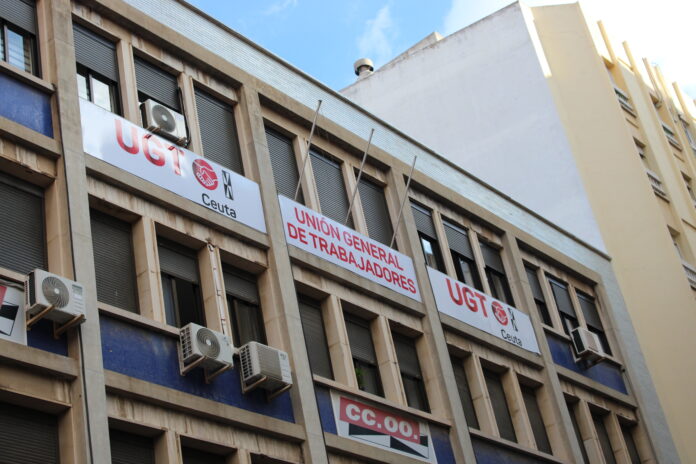 UGT
Ceuta
UNIÓN GENERAL
DE TRABAJADORES
UGT
Ceuta
CC.OO.